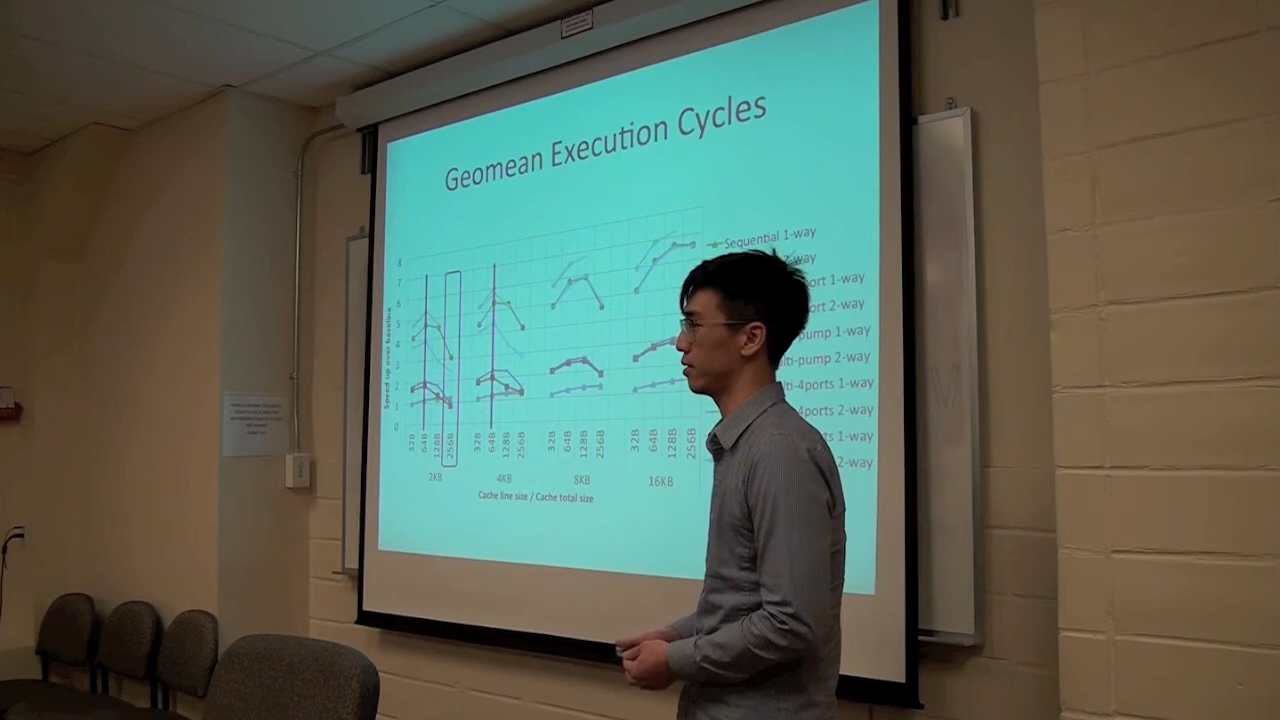 Geomean Execution Cycles
Speed up over baseline
8
7
6
5
4
3
2
1
0
32B 64B 128B 256B 32B 64B 128B 256B 32B 64B 128B 256B 32B 64B 128B 256B
2KB 4KB 8KB 16KB
Cache line size / Cache total size
Sequential 1-way
2-way
ort 1-way
ort 2-way
pump 1-way
lti-pump 2-way
lti-4ports 1-way
4ports 2-way
ts 1-way
2-way